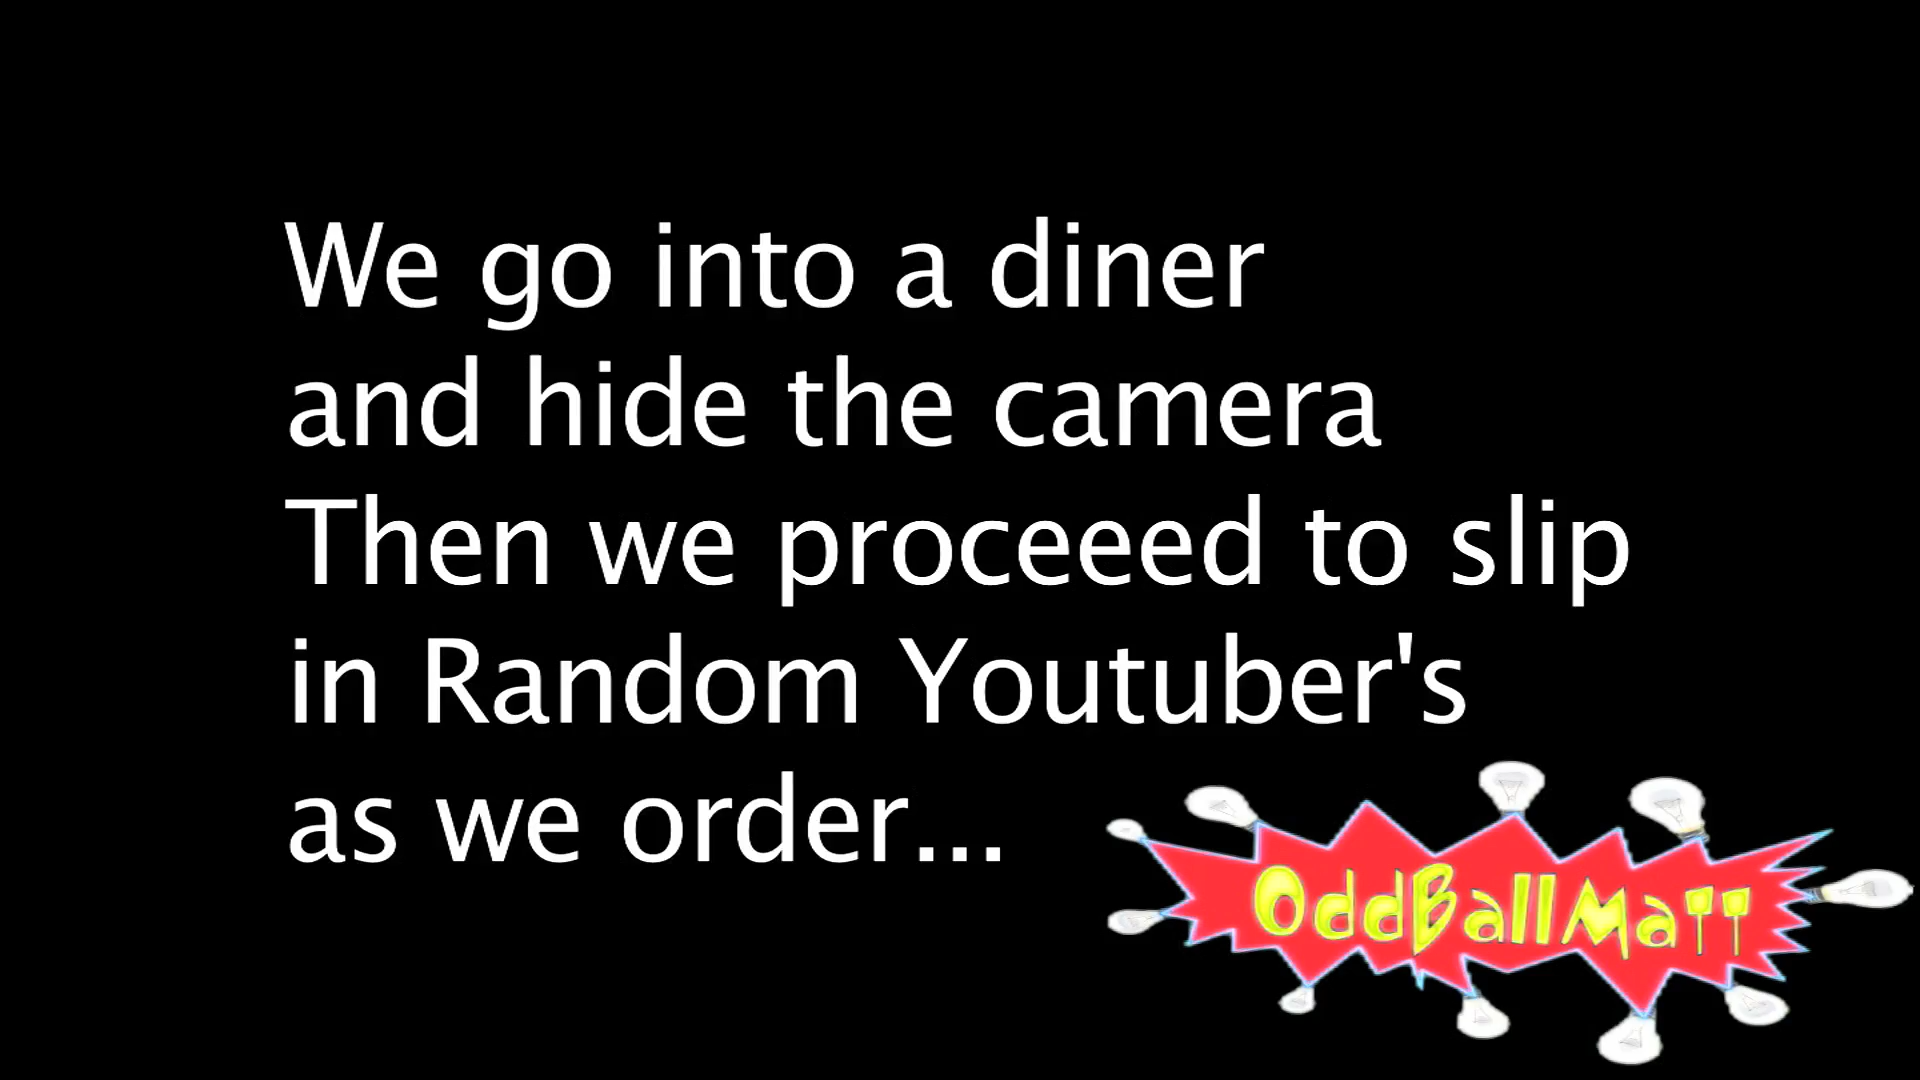 We go into a diner
and hide the camera
Then we proceeed to slip
in Random Youtuber's
as we order...
OddBallMatt